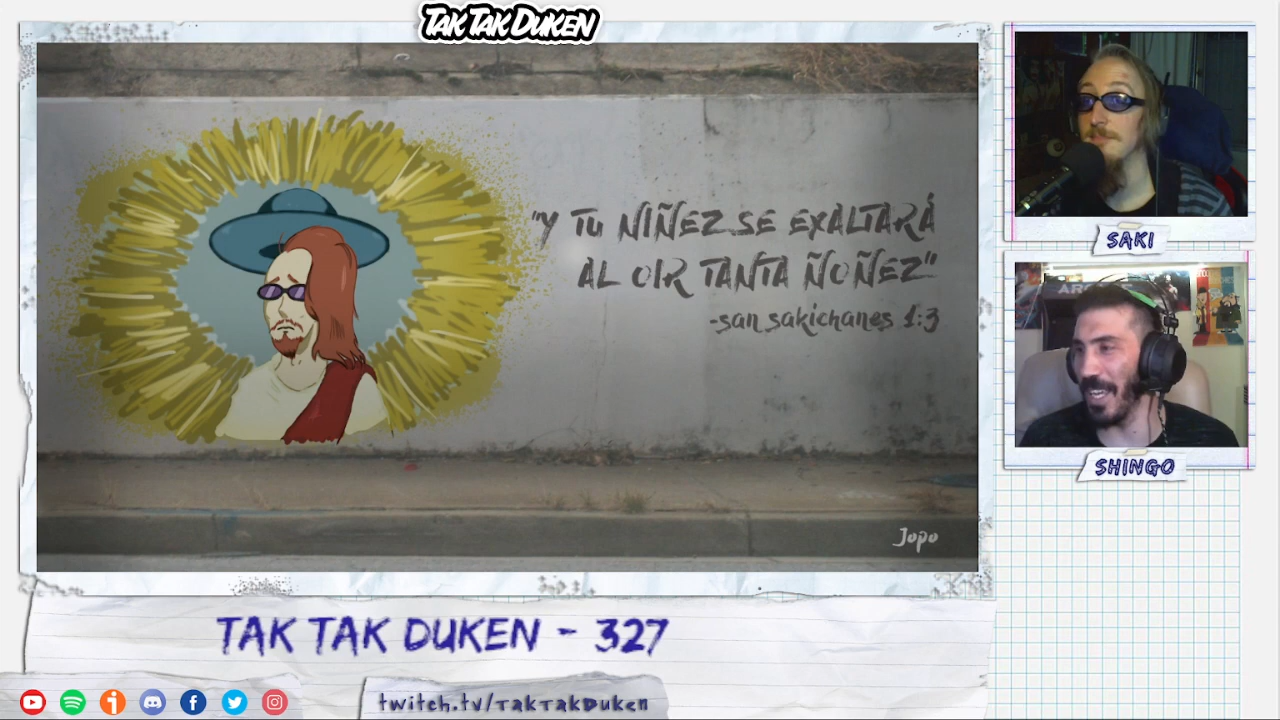 TAK TAK DUKEN
"Y TU NIÑEZ SE EXALTARÁ
AL OIR TANTA ÑOÑEZ"
-san sakichanes 1:3
Jopo
SAKI
SHINGO
TAK TAK DUKEN - 327
twitch.tv/TAKTAKDUKEN